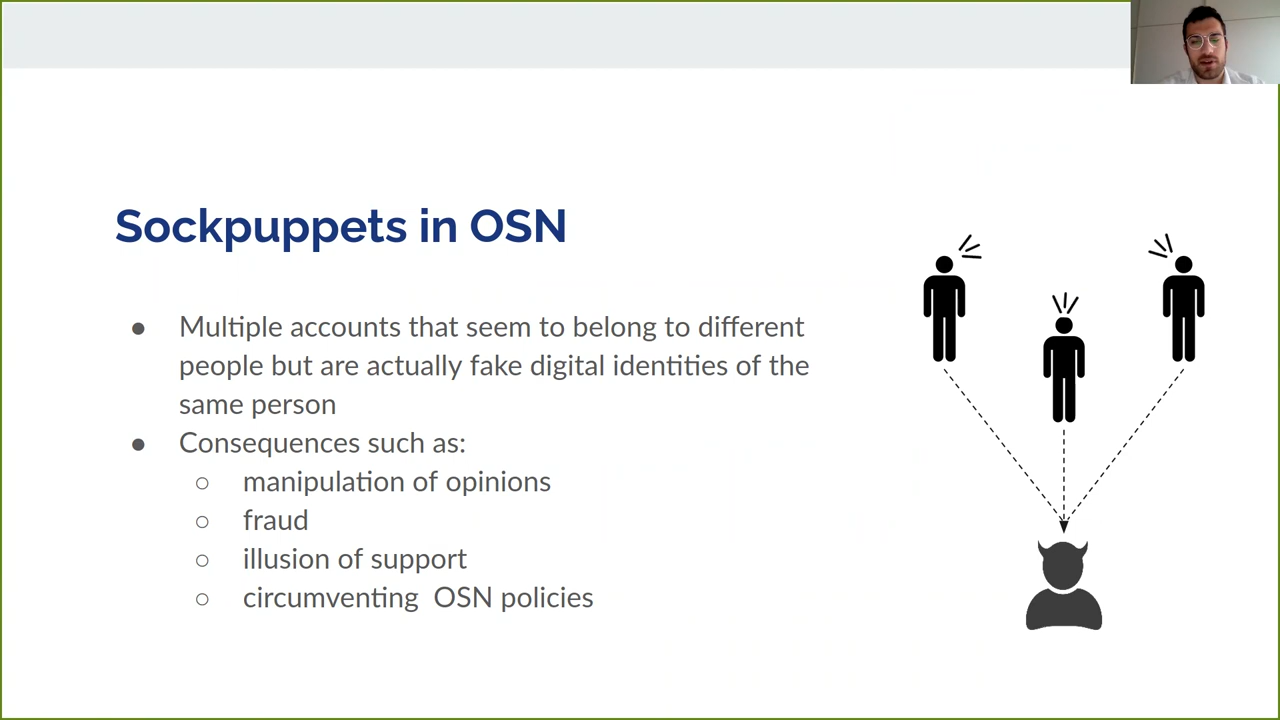 Sockpuppets in OSN
● Multiple accounts that seem to belong to different
people but are actually fake digital identities of the
same person
● Consequences such as:
○ manipulation of opinions
○ fraud
○ illusion of support
○ circumventing  OSN policies